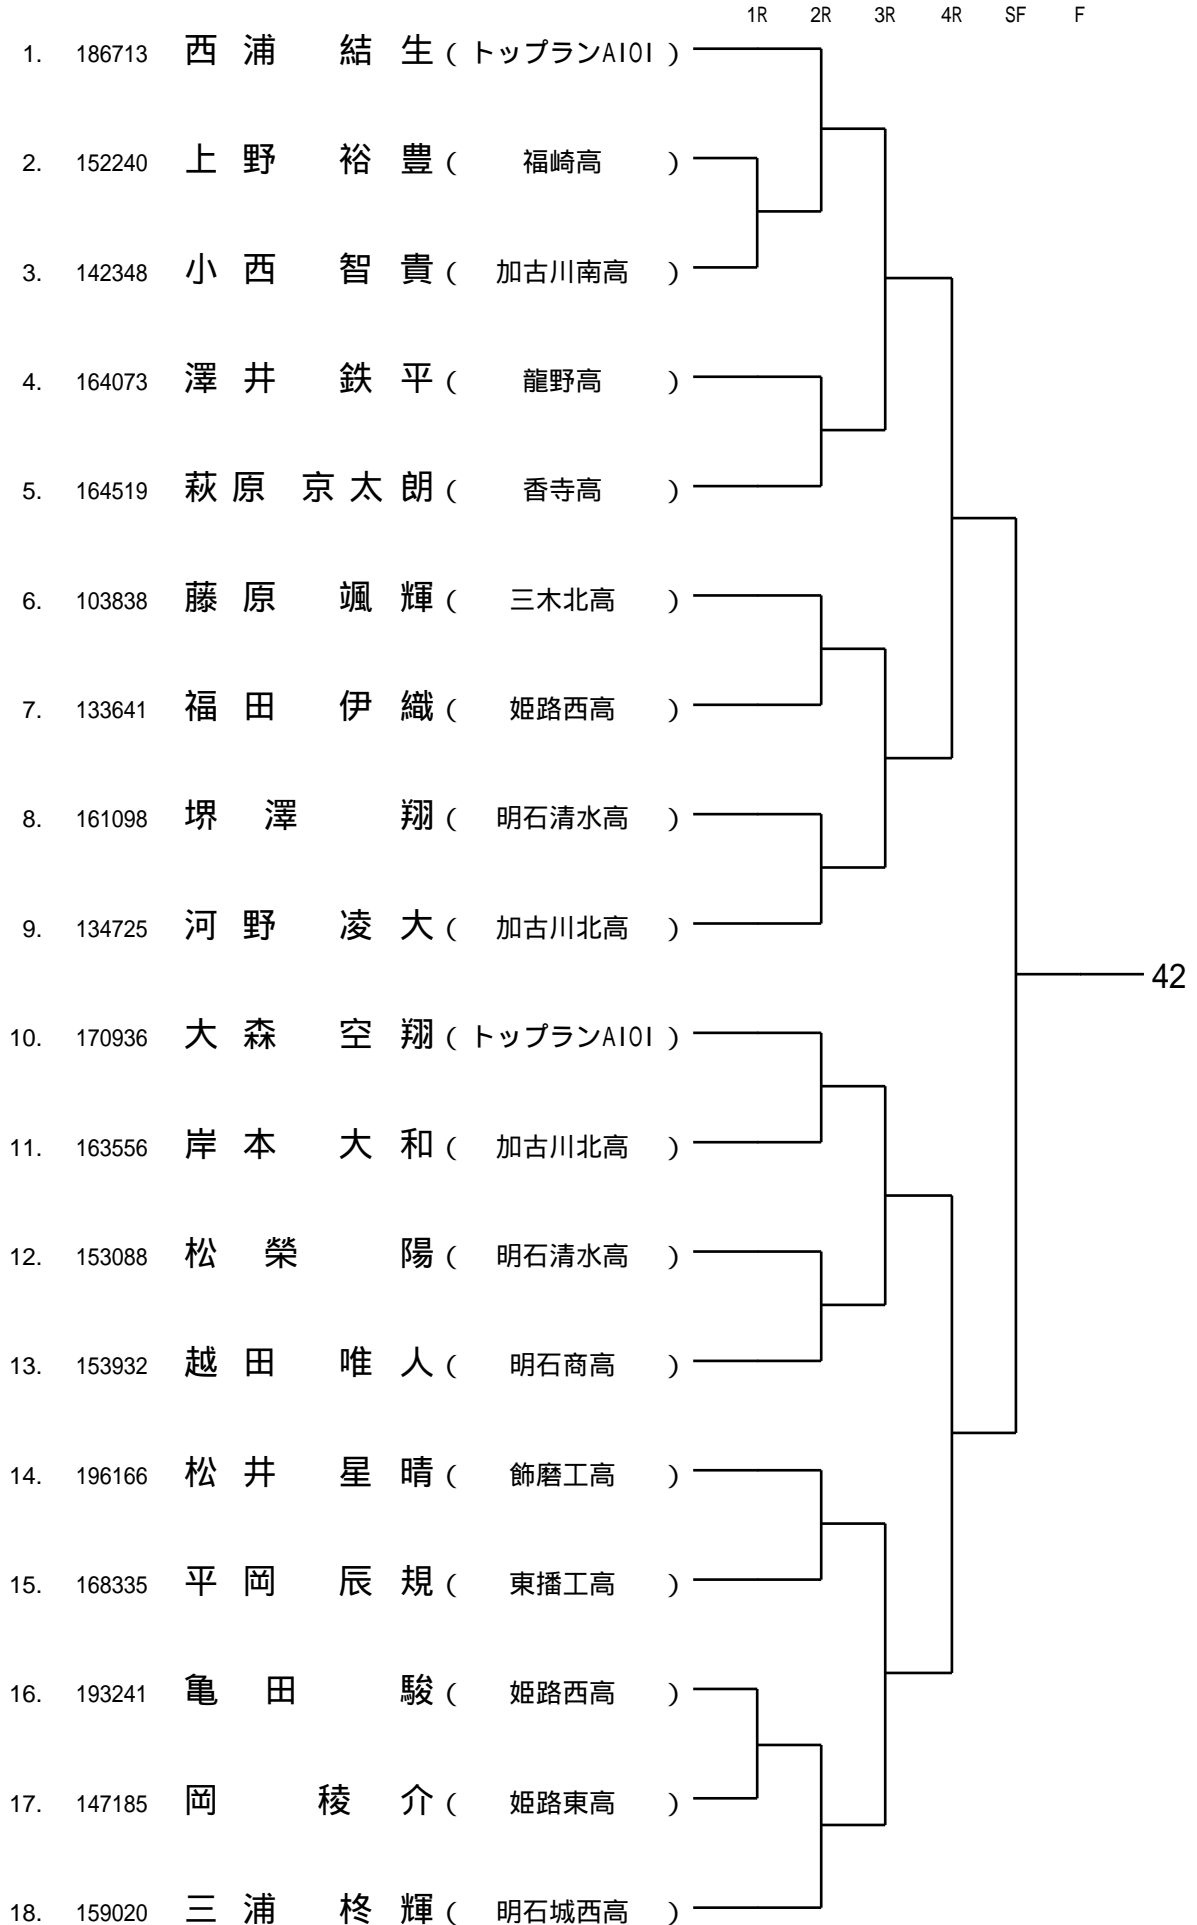 1R 2R 3R 4R SF F
1. 186713 西浦 結生 ( トップランAIOI )
2. 152240 上野 裕豊 ( 福崎高 )
3. 142348 小西 智貴 ( 加古川南高 )
4. 164073 澤井 鉄平 ( 龍野高 )
5. 164519 萩原 京太朗 ( 香寺高 )
6. 103838 藤原 颯輝 ( 三木北高 )
7. 133641 福田 伊織 ( 姫路西高 )
8. 161098 堺澤 翔 ( 明石清水高 )
9. 134725 河野 凌大 ( 加古川北高 )
42
10. 170936 大森 空翔 ( トップランAIOI )
11. 163556 岸本 大和 ( 加古川北高 )
12. 153088 松榮 陽 ( 明石清水高 )
13. 153932 越田 唯人 ( 明石商高 )
14. 196166 松井 星晴 ( 飾磨工高 )
15. 168335 平岡 辰規 ( 東播工高 )
16. 193241 亀田 駿 ( 姫路西高 )
17. 147185 岡 稜介 ( 姫路東高 )
18. 159020 三浦 柊輝 ( 明石城西高 )